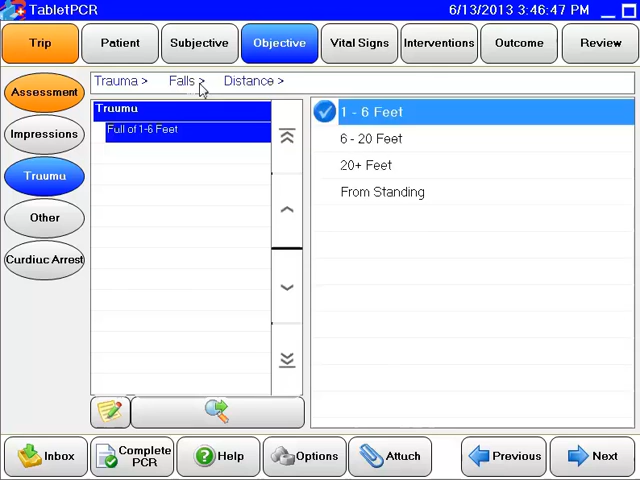 TabletPCR 6/13/2013 3:46:47 PM
Trip Patient Subjective Objective Vital Signs Interventions Outcome Review
Assessment
Impressions
Truumu
Other
Curdiuc Arrest
Trauma > Falls > Distance >
Truumu
Full of 1-6 Feet
1 - 6 Feet
6 - 20 Feet
20+ Feet
From Standing
Inbox Complete PCR Help Options Attuch Previous Next